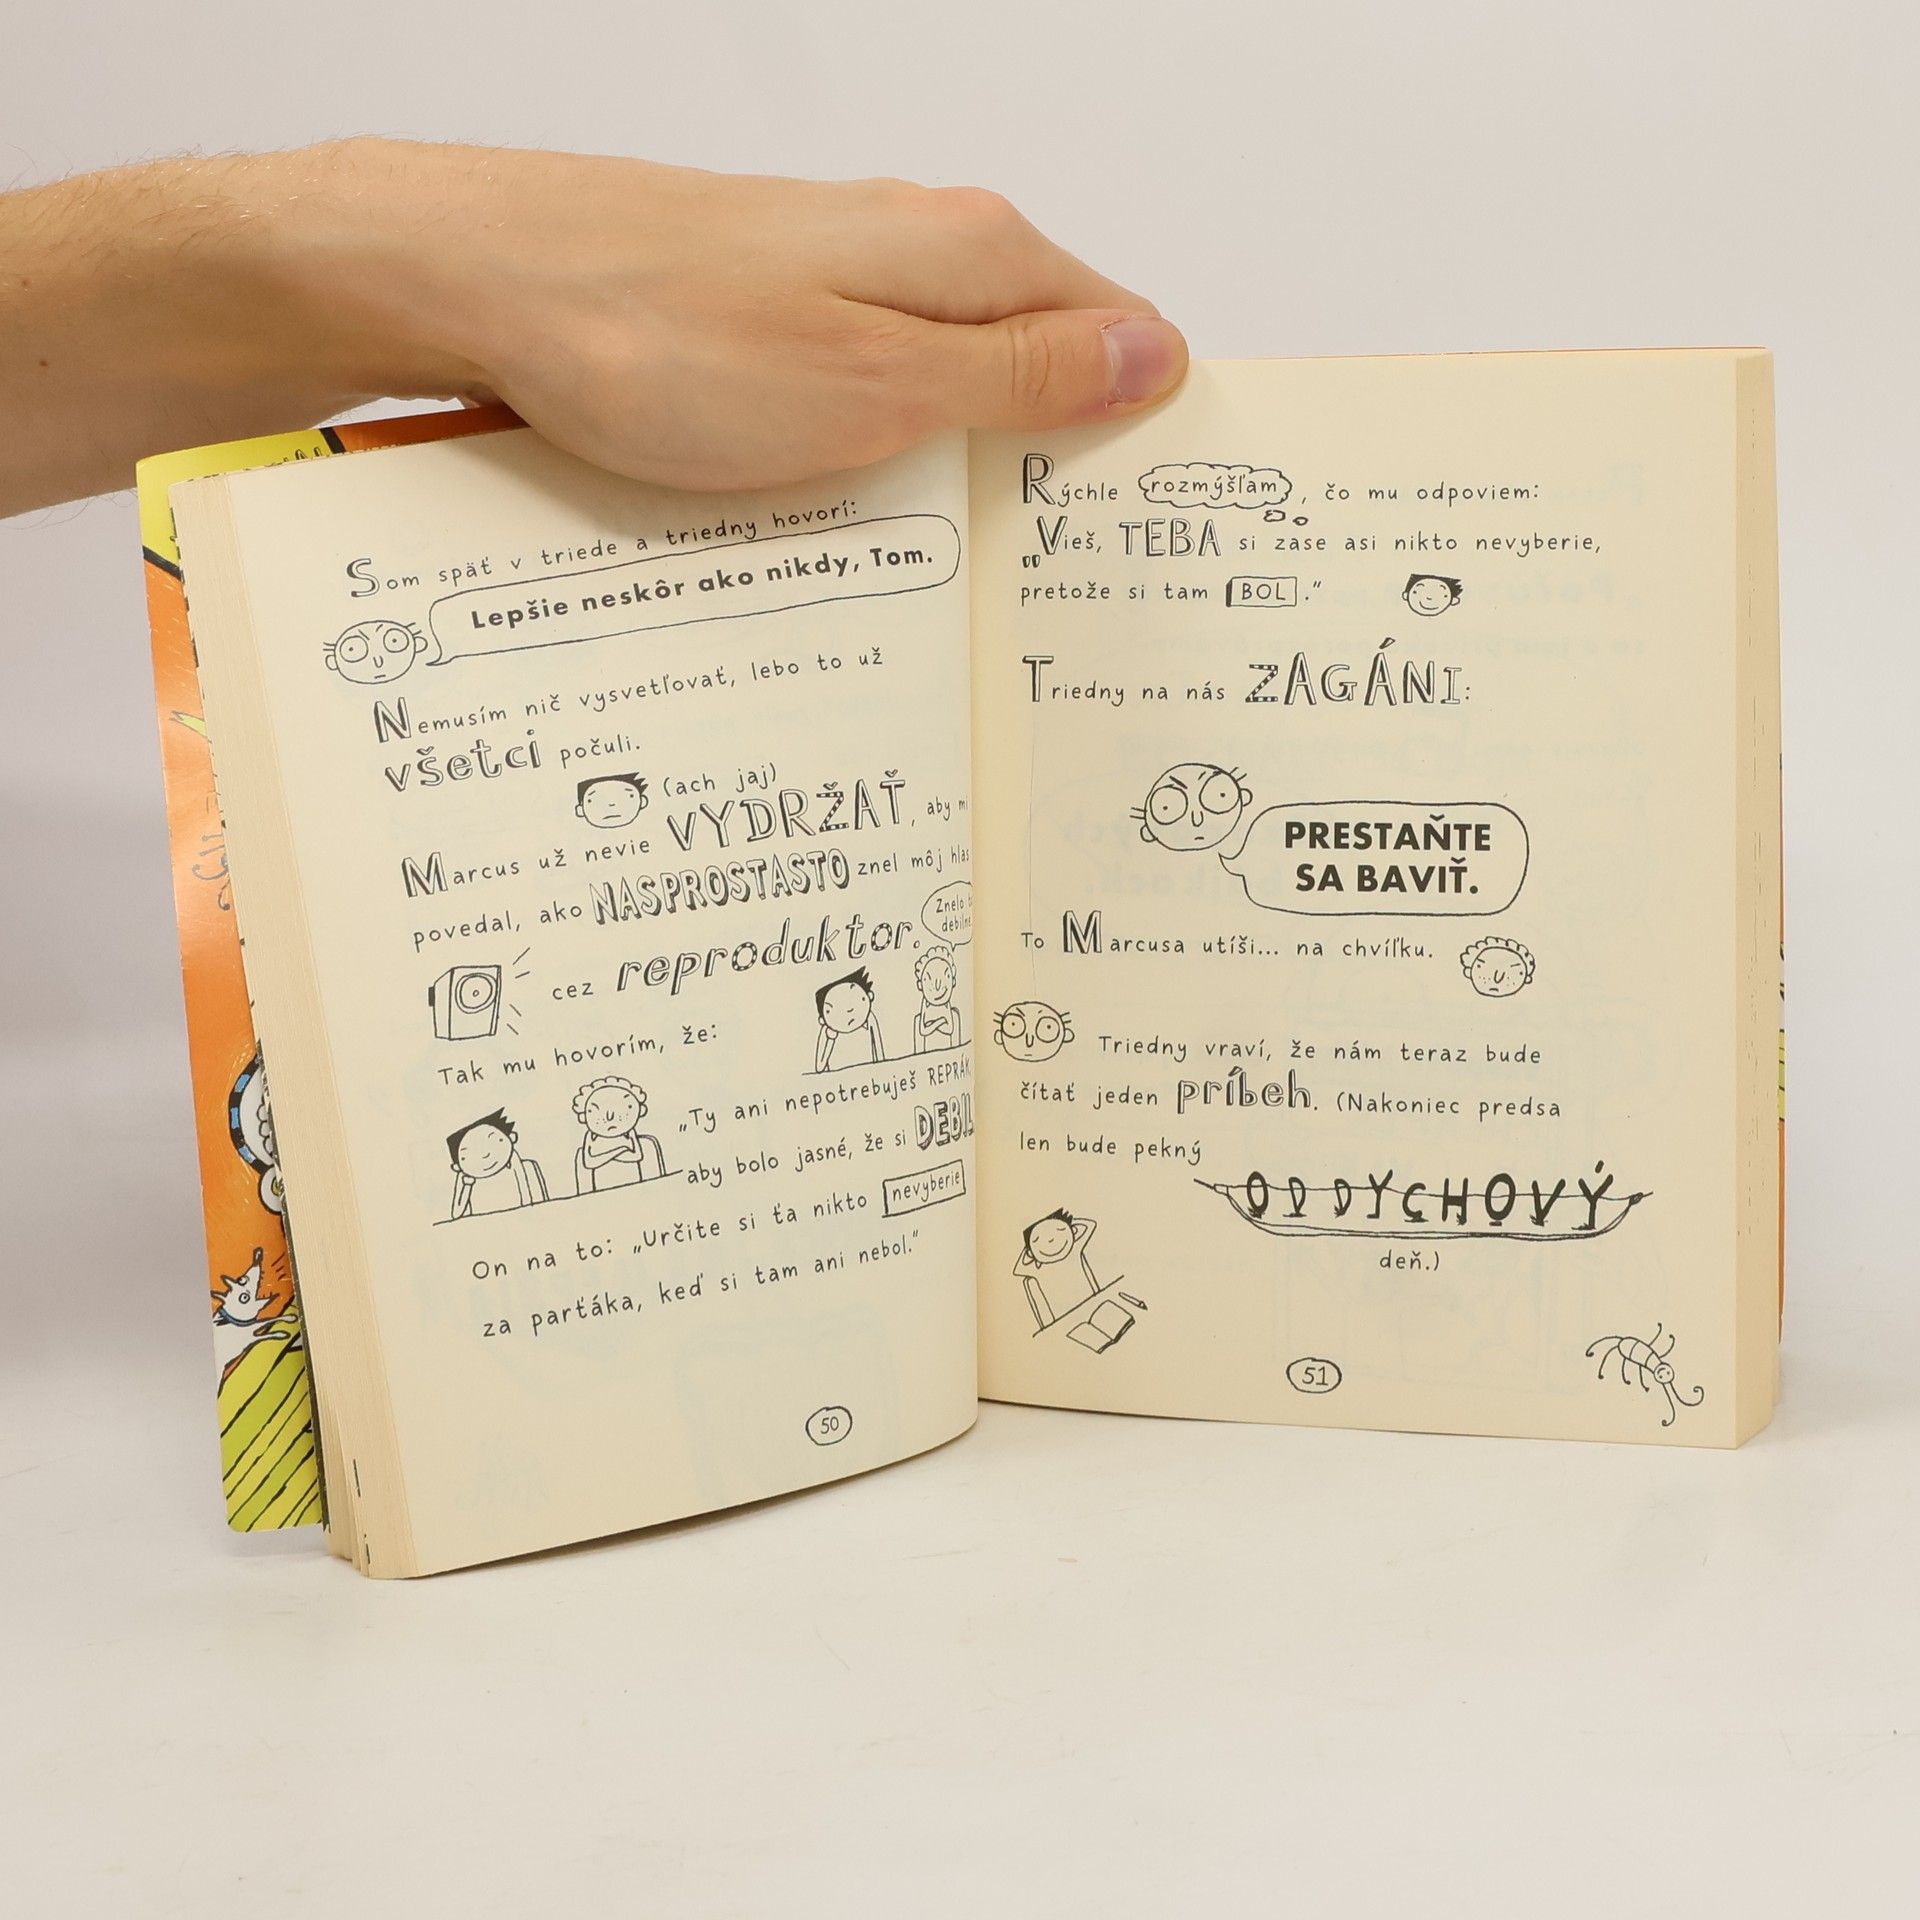 Som späť v triede a triedny hovorí:
Lepšie neskôr ako nikdy, Tom.
Nemusím nič vysvetľovať, lebo to už
všetci počuli.
(ach jaj)
Marcus už nevie VYDRŽAŤ, aby mi
povedal, ako NASPROSTASTO znel môj hlas
cez reproduktor.
Znelo
Tak mu hovorím, že:
„Ty ani nepotrebuješ REPRÁK,
aby bolo jasné, že si DEBIL
On na to: „Určite si ťa nikto nevyberie
za parťáka, keď si tam ani nebol.“
50
Rýchle rozmýšľam, čo mu odpoviem:
„Vieš, TEBA si zase asi nikto nevyberie,
pretože si tam BOL.“
Triedny na nás ZAGÁNI:
PRESTAŇTE
SA BAVIŤ.
To Marcusa utíši... na chvíľku.
Triedny vraví, že nám teraz bude
čítať jeden príbeh. (Nakoniec predsa
len bude pekný
ODDYCHOVÝ
deň.)
51